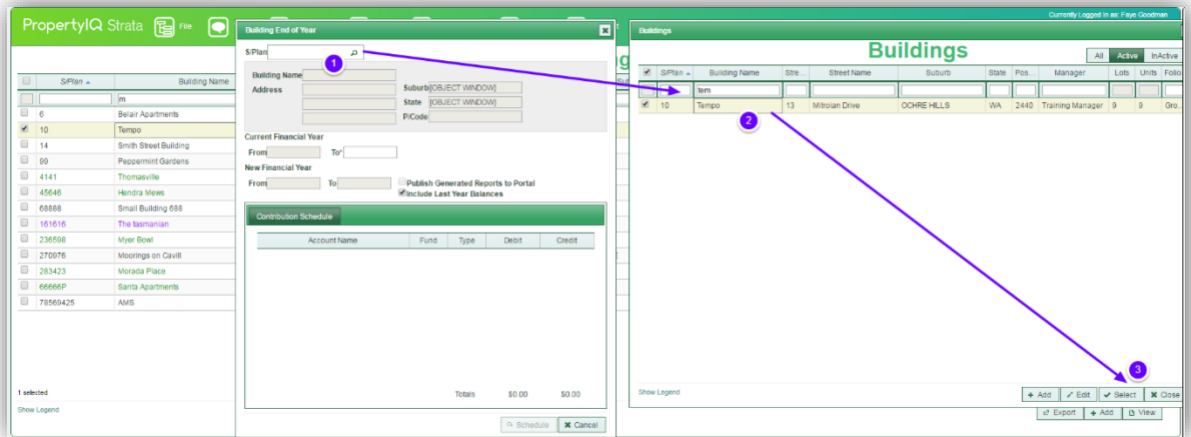 Currently Logged in as: Faye Goodman
PropertyIQ Strata
File
S/Plan
Building Name
m
6 Belair Apartments
10 Tempo
14 Smith Street Building
99 Peppermint Gardens
4141 Thomasville
45646 Hendra Mews
68888 Small Building 688
161616 The tasmanian
236598 Myer Bowl
270976 Moorings on Cavill
283423 Morada Place
66666P Santa Apartments
78569425 AMS
1 selected
Show Legend
Building End of Year
S/Plan
1
Building Name
Address
Suburb [OBJECT WINDOW]
State [OBJECT WINDOW]
P/Code
Current Financial Year
From To*
New Financial Year
From To
Publish Generated Reports to Portal
Include Last Year Balances
Contribution Schedule
Account Name Fund Type Debit Credit
Totals $0.00 $0.00
Schedule Cancel
Buildings
Buildings
All Active InActive
S/Plan Building Name Stre... Street Name Suburb State Pos... Manager Lots Units Folio
tem
10 Tempo 13 Mitroian Drive OCHRE HILLS WA 2440 Training Manager 9 9 Gro...
2
3
Show Legend
Add Edit Select Close
Export Add View